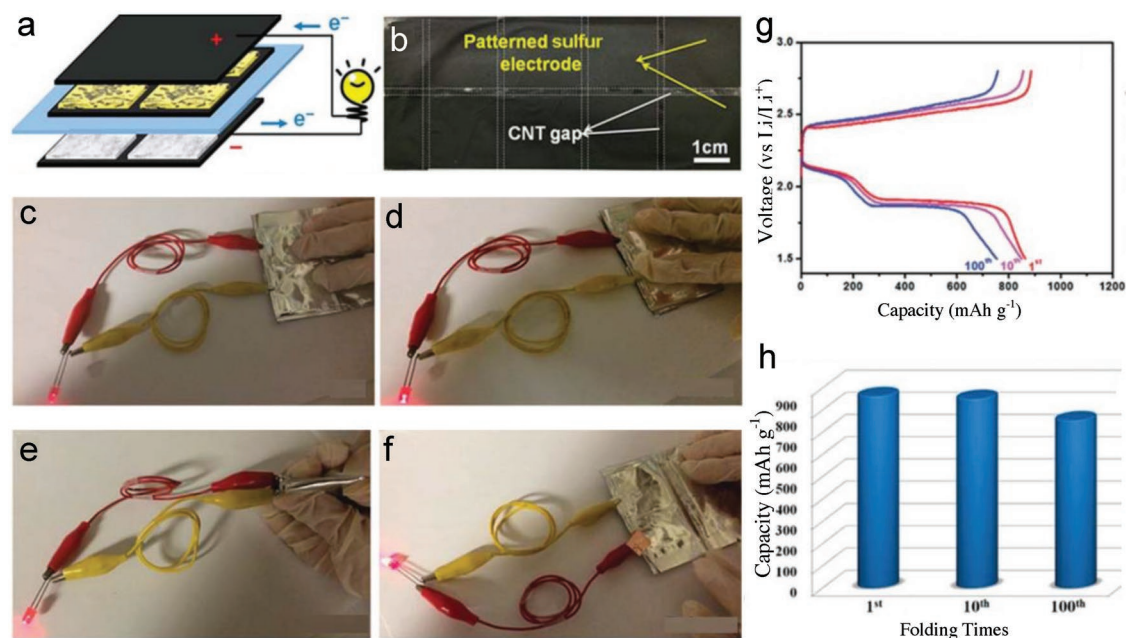 a
e⁻
+
e⁻
−
b
Patterned sulfur
electrode
CNT gap
1cm
c
d
e
f
g
Voltage (vs Li/Li⁺)
3.0
2.5
2.0
1.5
100ᵗʰ 10ᵗʰ 1ˢᵗ
0 200 400 600 800 1000 1200
Capacity (mAh g⁻¹)
h
Capacity (mAh g⁻¹)
900
800
700
600
500
400
300
200
100
0
1ˢᵗ 10ᵗʰ 100ᵗʰ
Folding Times